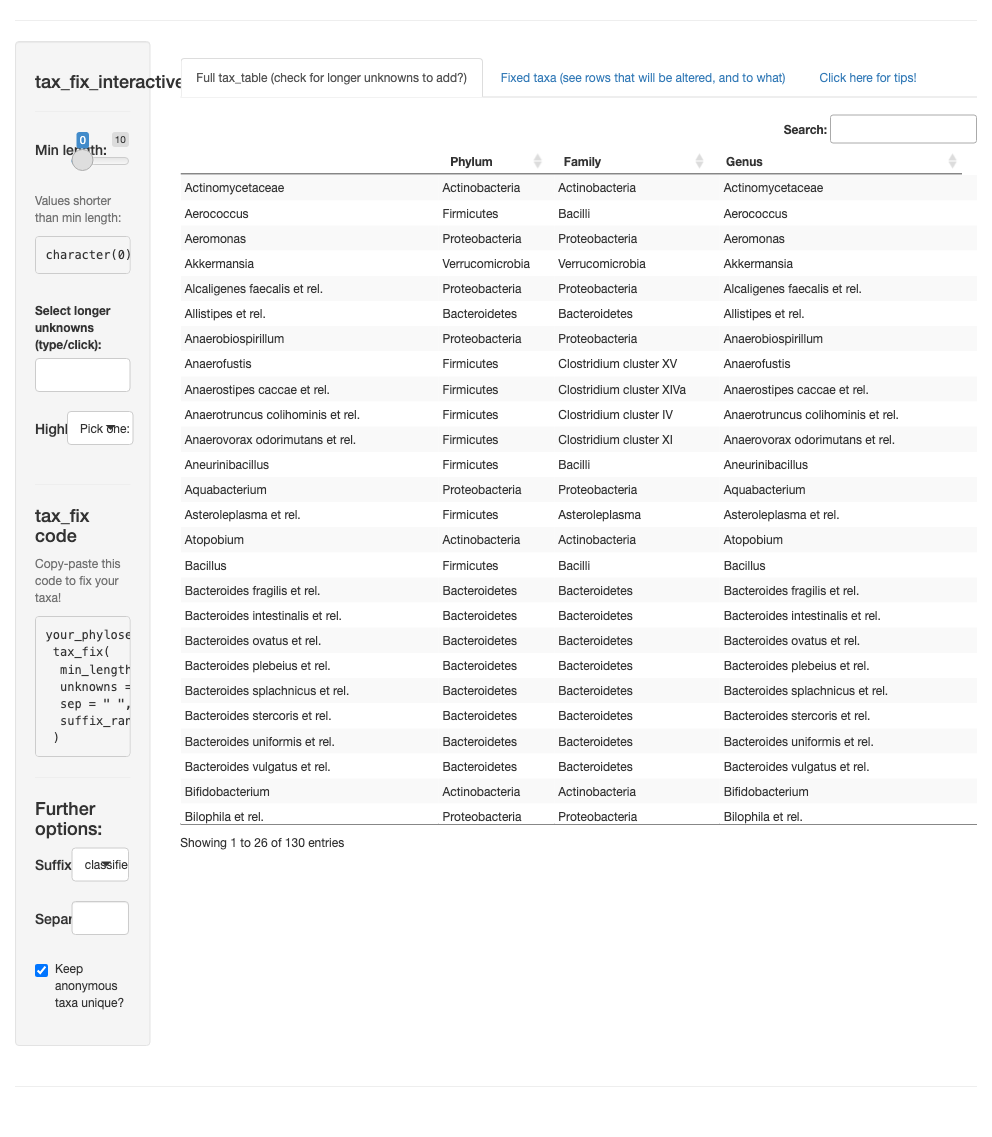 tax_fix_interactive
Min length:
0
10
Values shorter
than min length:
character(0)
Select longer
unknowns
(type/click):
Highl
Pick one:
tax_fix
code
Copy-paste this
code to fix your
taxa!
your_phylose
tax_fix(
min_length
unknowns =
sep = " ",
suffix_ran
)
Further
options:
Suffix
classifie
Separ
Keep
anonymous
taxa unique?
Full tax_table (check for longer unknowns to add?) Fixed taxa (see rows that will be altered, and to what) Click here for tips!
Search:
Phylum Family Genus
Actinomycetaceae Actinobacteria Actinobacteria Actinomycetaceae
Aerococcus Firmicutes Bacilli Aerococcus
Aeromonas Proteobacteria Proteobacteria Aeromonas
Akkermansia Verrucomicrobia Verrucomicrobia Akkermansia
Alcaligenes faecalis et rel. Proteobacteria Proteobacteria Alcaligenes faecalis et rel.
Allistipes et rel. Bacteroidetes Bacteroidetes Allistipes et rel.
Anaerobiospirillum Proteobacteria Proteobacteria Anaerobiospirillum
Anaerofustis Firmicutes Clostridium cluster XV Anaerofustis
Anaerostipes caccae et rel. Firmicutes Clostridium cluster XIVa Anaerostipes caccae et rel.
Anaerotruncus colihominis et rel. Firmicutes Clostridium cluster IV Anaerotruncus colihominis et rel.
Anaerovorax odorimutans et rel. Firmicutes Clostridium cluster XI Anaerovorax odorimutans et rel.
Aneurinibacillus Firmicutes Bacilli Aneurinibacillus
Aquabacterium Proteobacteria Proteobacteria Aquabacterium
Asteroleplasma et rel. Firmicutes Asteroleplasma Asteroleplasma et rel.
Atopobium Actinobacteria Actinobacteria Atopobium
Bacillus Firmicutes Bacilli Bacillus
Bacteroides fragilis et rel. Bacteroidetes Bacteroidetes Bacteroides fragilis et rel.
Bacteroides intestinalis et rel. Bacteroidetes Bacteroidetes Bacteroides intestinalis et rel.
Bacteroides ovatus et rel. Bacteroidetes Bacteroidetes Bacteroides ovatus et rel.
Bacteroides plebeius et rel. Bacteroidetes Bacteroidetes Bacteroides plebeius et rel.
Bacteroides splachnicus et rel. Bacteroidetes Bacteroidetes Bacteroides splachnicus et rel.
Bacteroides stercoris et rel. Bacteroidetes Bacteroidetes Bacteroides stercoris et rel.
Bacteroides uniformis et rel. Bacteroidetes Bacteroidetes Bacteroides uniformis et rel.
Bacteroides vulgatus et rel. Bacteroidetes Bacteroidetes Bacteroides vulgatus et rel.
Bifidobacterium Actinobacteria Actinobacteria Bifidobacterium
Bilophila et rel. Proteobacteria Proteobacteria Bilophila et rel.
Showing 1 to 26 of 130 entries